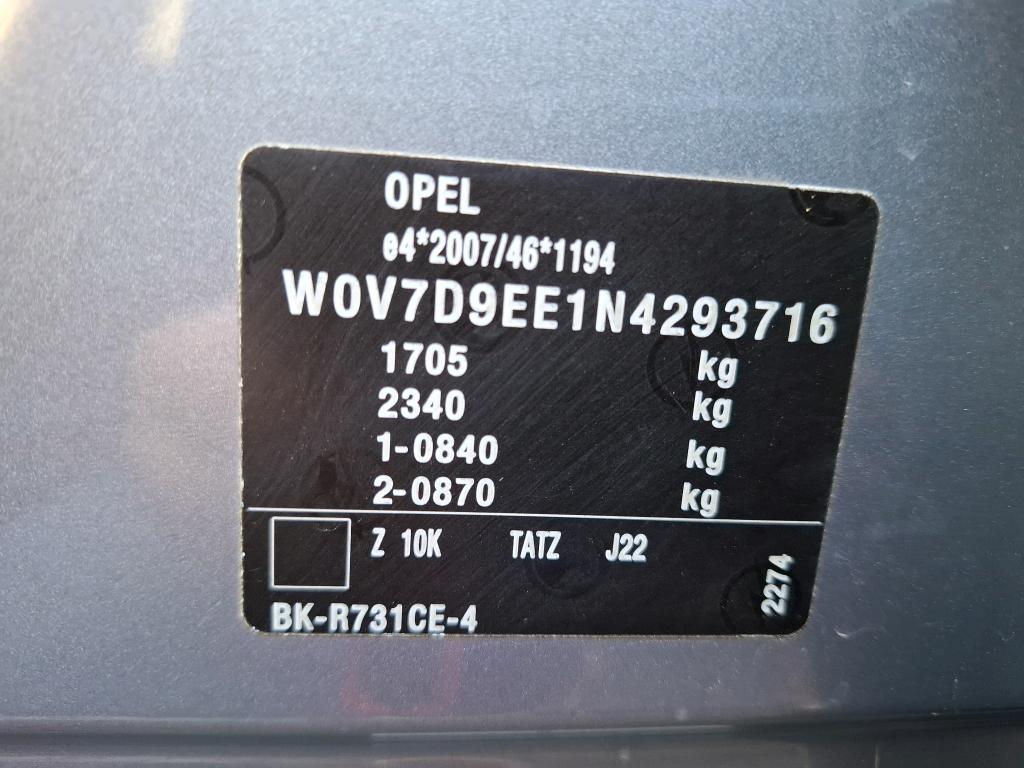 OPEL
e4*2007/46*1194
W0V7D9EE1N4293716
1705 kg
2340 kg
1-0840 kg
2-0870 kg
Z 10K TATZ J22
2274
BK-R731CE-4